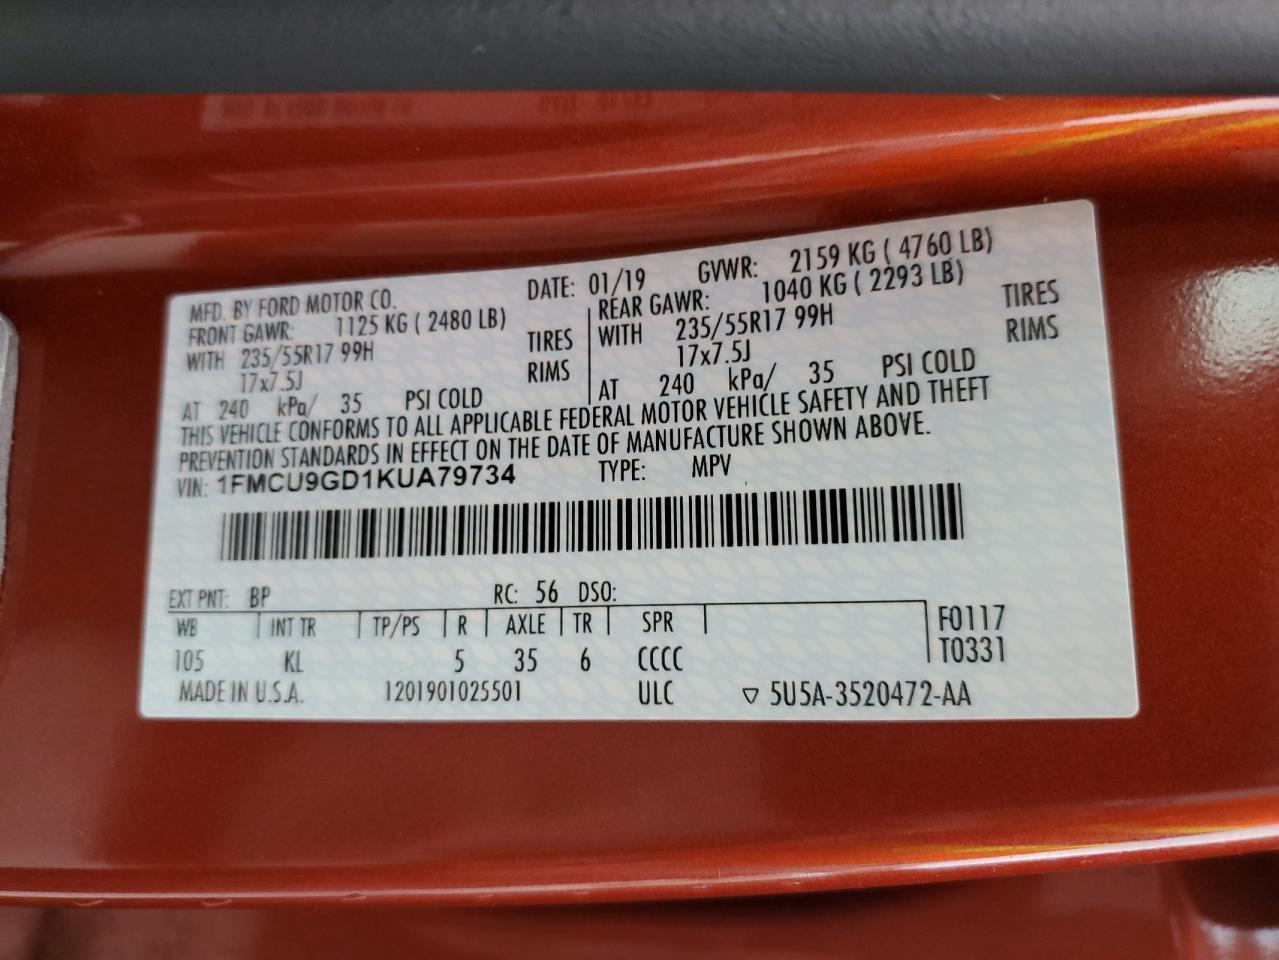 MFD. BY FORD MOTOR CO. DATE: 01/19 GVWR: 2159 KG ( 4760 LB)
FRONT GAWR: 1125 KG ( 2480 LB) REAR GAWR: 1040 KG ( 2293 LB)
WITH 235/55R17 99H TIRES WITH 235/55R17 99H TIRES
17x7.5J RIMS 17x7.5J RIMS
AT 240 kPa/ 35 PSI COLD AT 240 kPa/ 35 PSI COLD
THIS VEHICLE CONFORMS TO ALL APPLICABLE FEDERAL MOTOR VEHICLE SAFETY AND THEFT
PREVENTION STANDARDS IN EFFECT ON THE DATE OF MANUFACTURE SHOWN ABOVE.
VIN: 1FMCU9GD1KUA79734 TYPE: MPV
EXT PNT: BP RC: 56 DSO:
WB INT TR TP/PS R AXLE TR SPR F0117
105 KL 5 35 6 CCCC T0331
MADE IN U.S.A. 1201901025501 ULC ▽ 5U5A-3520472-AA